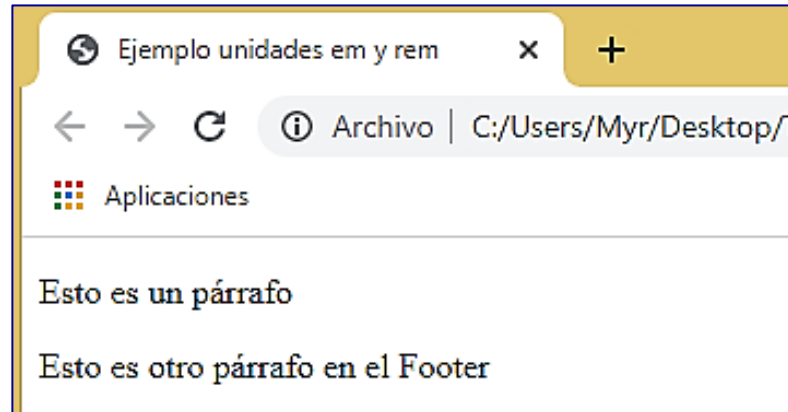 Ejemplo unidades em y rem
Archivo | C:/Users/Myr/Desktop/
Aplicaciones
Esto es un párrafo
Esto es otro párrafo en el Footer